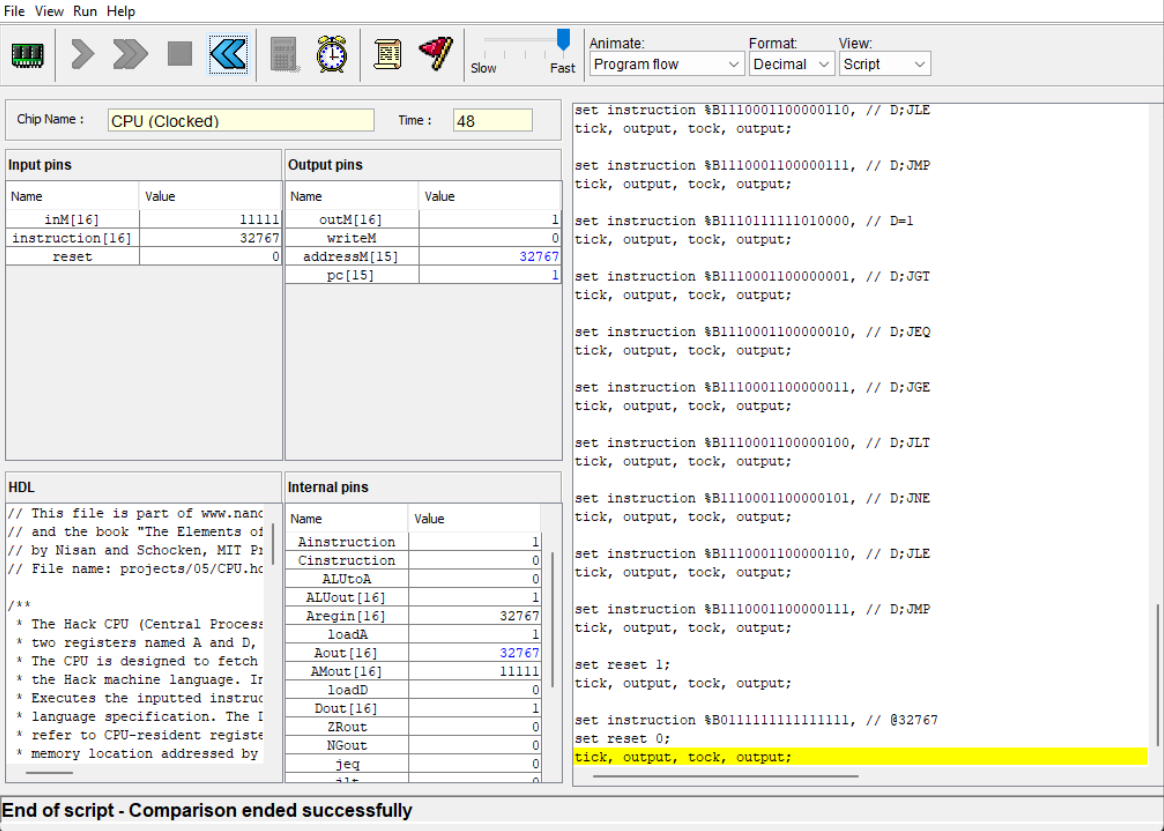 File View Run Help
Slow Fast
Animate: Format: View:
Program flow Decimal Script
Chip Name : CPU (Clocked) Time : 48
Input pins
Name Value
inM[16] 11111
instruction[16] 32767
reset 0
Output pins
Name Value
outM[16] 1
writeM 0
addressM[15] 32767
pc[15] 1
HDL
// This file is part of www.nand
// and the book "The Elements of
// by Nisan and Schocken, MIT Pr
// File name: projects/05/CPU.hd
/**
* The Hack CPU (Central Process
* two registers named A and D,
* The CPU is designed to fetch
* the Hack machine language. In
* Executes the inputted instruc
* language specification. The D
* refer to CPU-resident registe
* memory location addressed by
Internal pins
Name Value
Ainstruction 1
Cinstruction 0
ALUtoA 0
ALUout[16] 1
Aregin[16] 32767
loadA 1
Aout[16] 32767
AMout[16] 11111
loadD 0
Dout[16] 1
ZRout 0
NGout 0
jeq 0
jlt 0
set instruction %B1110001100000110, // D;JLE
tick, output, tock, output;
set instruction %B1110001100000111, // D;JMP
tick, output, tock, output;
set instruction %B1110111111010000, // D=1
tick, output, tock, output;
set instruction %B1110001100000001, // D;JGT
tick, output, tock, output;
set instruction %B1110001100000010, // D;JEQ
tick, output, tock, output;
set instruction %B1110001100000011, // D;JGE
tick, output, tock, output;
set instruction %B1110001100000100, // D;JLT
tick, output, tock, output;
set instruction %B1110001100000101, // D;JNE
tick, output, tock, output;
set instruction %B1110001100000110, // D;JLE
tick, output, tock, output;
set instruction %B1110001100000111, // D;JMP
tick, output, tock, output;
set reset 1;
tick, output, tock, output;
set instruction %B0111111111111111, // @32767
set reset 0;
tick, output, tock, output;
End of script - Comparison ended successfully